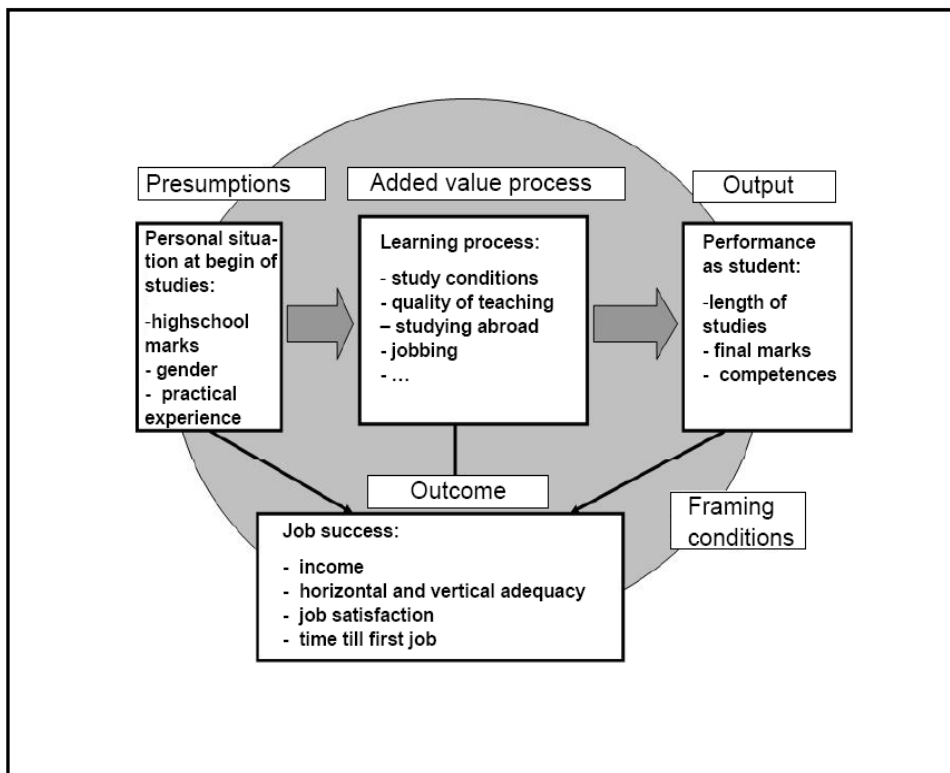 Presumptions
Personal situa-
tion at begin of
studies:
-highschool
marks
- gender
- practical
experience
Added value process
Learning process:
- study conditions
- quality of teaching
– studying abroad
- jobbing
- ...
Output
Performance
as student:
-length of
studies
- final marks
- competences
Outcome
Job success:
- income
- horizontal and vertical adequacy
- job satisfaction
- time till first job
Framing
conditions